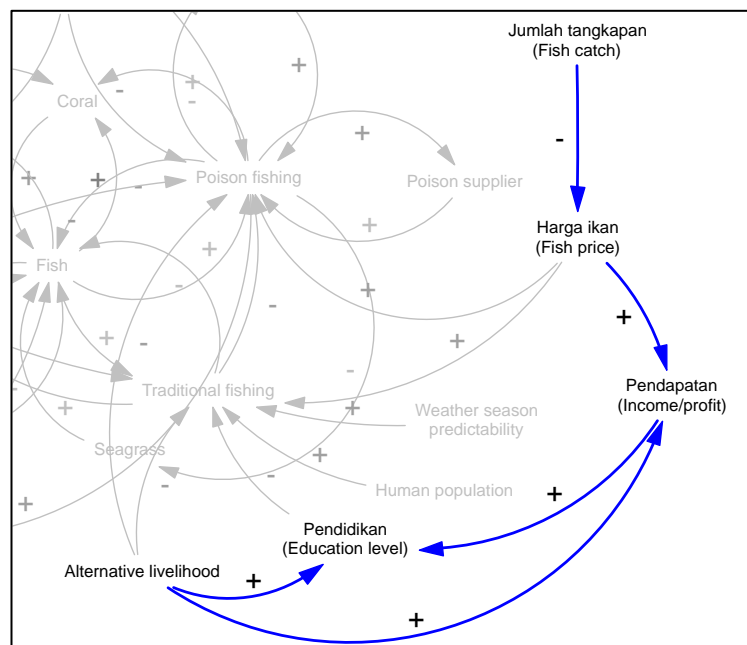 Jumlah tangkapan
(Fish catch)
Coral
Poison fishing
Poison supplier
Harga ikan
(Fish price)
Fish
Traditional fishing
Pendapatan
(Income/profit)
Weather season
predictability
Seagrass
Human population
Pendidikan
(Education level)
Alternative livelihood
+
-
-
+
-
+
+
-
+
-
+
-
+
-
+
+
-
+
-
+
+
+
+
-
-
+
+
+
+